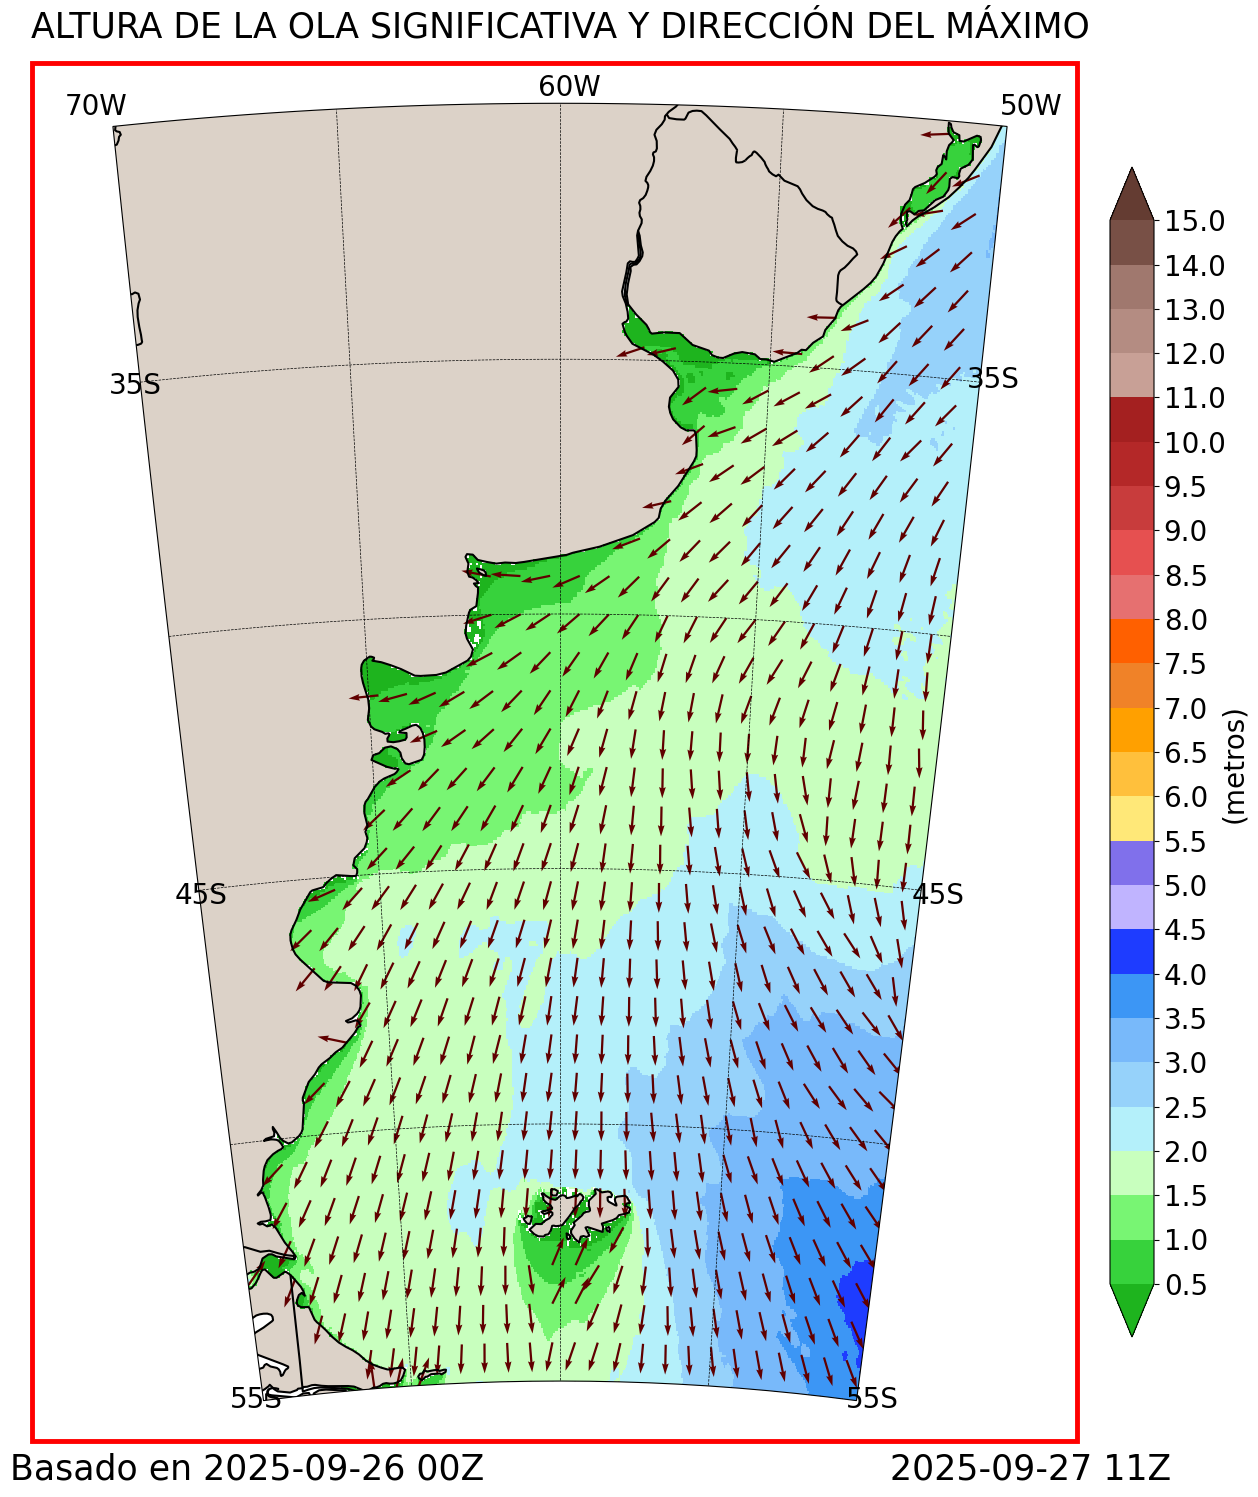 ALTURA DE LA OLA SIGNIFICATIVA Y DIRECCIÓN DEL MÁXIMO
70W
60W
50W
35S
35S
45S
45S
55S
55S
15.0
14.0
13.0
12.0
11.0
10.0
9.5
9.0
8.5
8.0
7.5
7.0
6.5
6.0
5.5
5.0
4.5
4.0
3.5
3.0
2.5
2.0
1.5
1.0
0.5
(metros)
Basado en 2025-09-26 00Z
2025-09-27 11Z